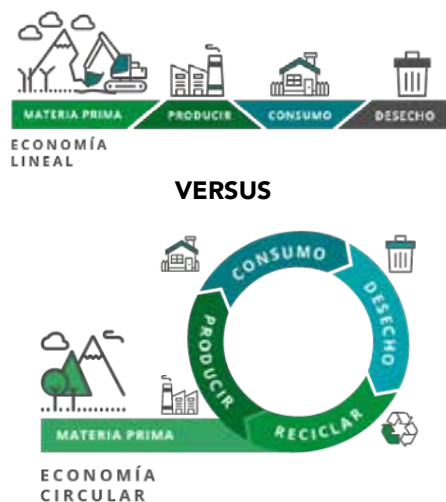 MATERIA PRIMA PRODUCIR CONSUMO DESECHO
ECONOMÍA
LINEAL
VERSUS
CONSUMO
DESECHO
PRODUCIR
RECICLAR
MATERIA PRIMA
ECONOMÍA
CIRCULAR